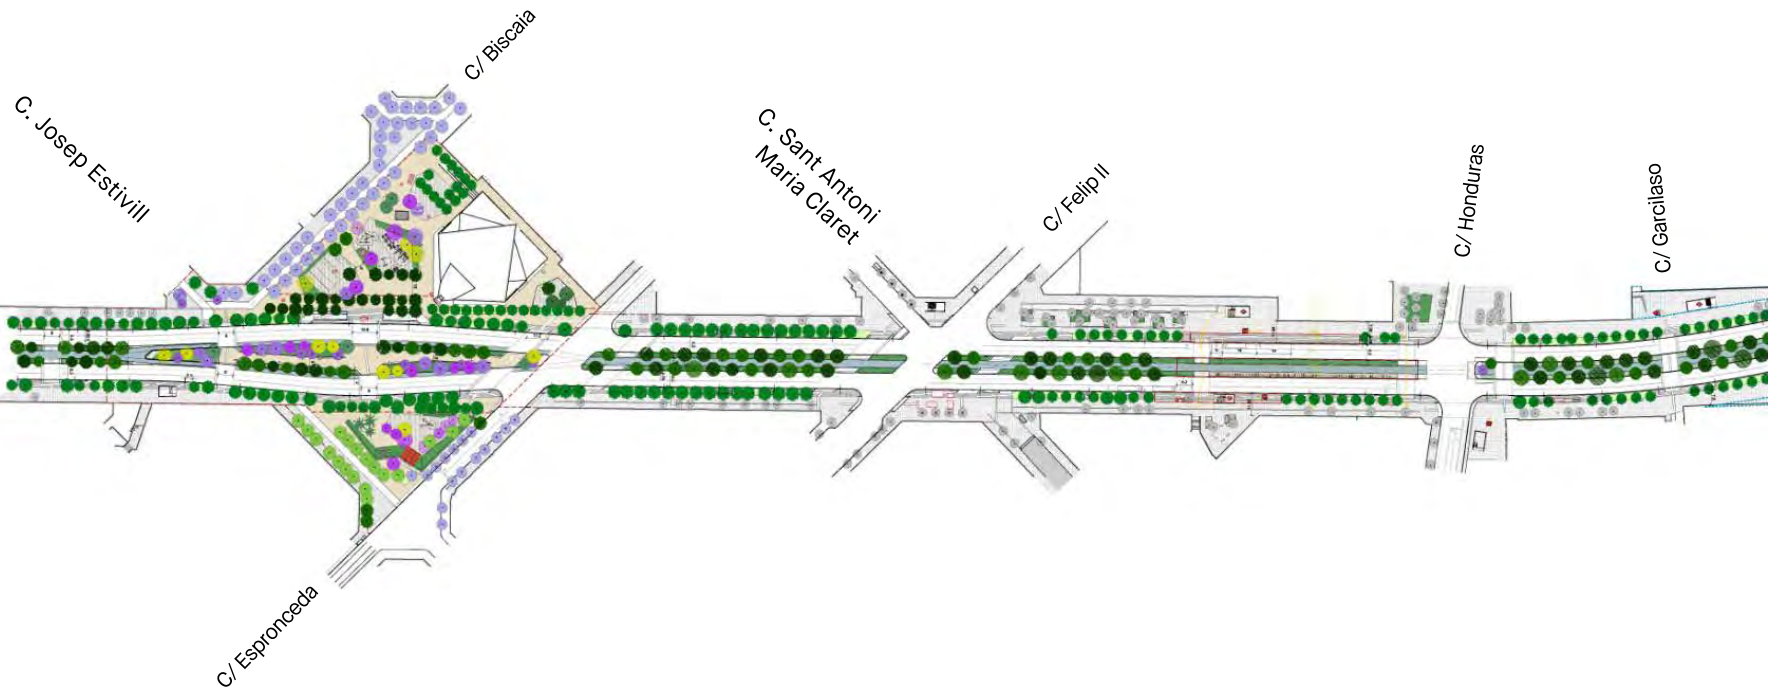 C/ Biscaia
C. Josep Estivill
C. Sant Antoni
Maria Claret
C/ Felip II
C/ Honduras
C/ Garcilaso
C/ Espronceda